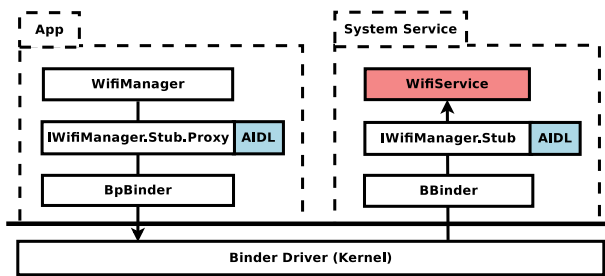 App
WifiManager
IWifiManager.Stub.Proxy AIDL
BpBinder
System Service
WifiService
IWifiManager.Stub AIDL
BBinder
Binder Driver (Kernel)